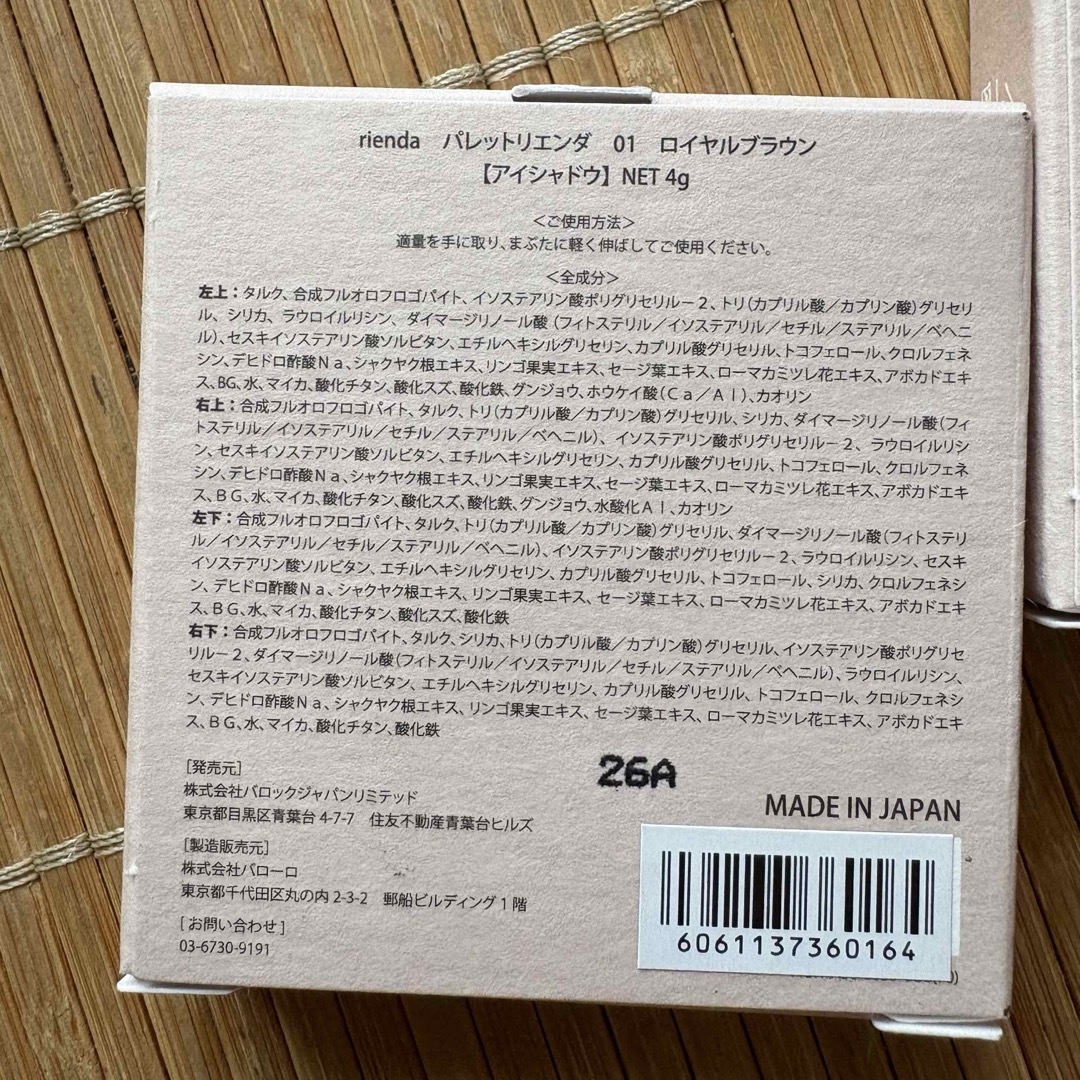 rienda パレットリエンダ 01 ロイヤルブラウン
【アイシャドウ】NET 4g
＜ご使用方法＞
適量を手に取り、まぶたに軽く伸ばしてご使用ください。
＜全成分＞
左上：タルク、合成フルオロフロゴパイト、イソステアリン酸ポリグリセリル－２、トリ（カプリル酸／カプリン酸）グリセリ
ル、シリカ、ラウロイルリシン、ダイマージリノール酸（フィトステリル／イソステアリル／セチル／ステアリル／ベヘニ
ル）、セスキイソステアリン酸ソルビタン、エチルヘキシルグリセリン、カプリル酸グリセリル、トコフェロール、クロルフェネ
シン、デヒドロ酢酸Ｎａ、シャクヤク根エキス、リンゴ果実エキス、セージ葉エキス、ローマカミツレ花エキス、アボカドエキ
ス、BG、水、マイカ、酸化チタン、酸化スズ、酸化鉄、グンジョウ、ホウケイ酸（Ｃａ／Ａｌ）、カオリン
右上：合成フルオロフロゴパイト、タルク、トリ（カプリル酸／カプリン酸）グリセリル、シリカ、ダイマージリノール酸（フィ
トステリル／イソステアリル／セチル／ステアリル／ベヘニル）、イソステアリン酸ポリグリセリル－２、ラウロイルリシ
ン、セスキイソステアリン酸ソルビタン、エチルヘキシルグリセリン、カプリル酸グリセリル、トコフェロール、クロルフェネ
シン、デヒドロ酢酸Ｎａ、シャクヤク根エキス、リンゴ果実エキス、セージ葉エキス、ローマカミツレ花エキス、アボカドエキ
ス、ＢＧ、水、マイカ、酸化チタン、酸化スズ、酸化鉄、グンジョウ、水酸化Ａｌ、カオリン
左下：合成フルオロフロゴパイト、タルク、トリ（カプリル酸／カプリン酸）グリセリル、ダイマージリノール酸（フィトステリ
ル／イソステアリル／セチル／ステアリル／ベヘニル）、イソステアリン酸ポリグリセリル－２、ラウロイルリシン、セスキ
イソステアリン酸ソルビタン、エチルヘキシルグリセリン、カプリル酸グリセリル、トコフェロール、シリカ、クロルフェネシ
ン、デヒドロ酢酸Ｎａ、シャクヤク根エキス、リンゴ果実エキス、セージ葉エキス、ローマカミツレ花エキス、アボカドエキ
ス、ＢＧ、水、マイカ、酸化チタン、酸化スズ、酸化鉄
右下：合成フルオロフロゴパイト、タルク、シリカ、トリ（カプリル酸／カプリン酸）グリセリル、イソステアリン酸ポリグリセ
リル－２、ダイマージリノール酸（フィトステリル／イソステアリル／セチル／ステアリル／ベヘニル）、ラウロイルリシン、
セスキイソステアリン酸ソルビタン、エチルヘキシルグリセリン、カプリル酸グリセリル、トコフェロール、クロルフェネシ
ン、デヒドロ酢酸Ｎａ、シャクヤク根エキス、リンゴ果実エキス、セージ葉エキス、ローマカミツレ花エキス、アボカドエキ
ス、ＢＧ、水、マイカ、酸化チタン、酸化鉄
[発売元]
株式会社バロックジャパンリミテッド
東京都目黒区青葉台 4-7-7 住友不動産青葉台ヒルズ
[製造販売元]
株式会社バローロ
東京都千代田区丸の内 2-3-2 郵船ビルディング 1 階
[お問い合わせ]
03-6730-9191
26A
MADE IN JAPAN
6061137360164